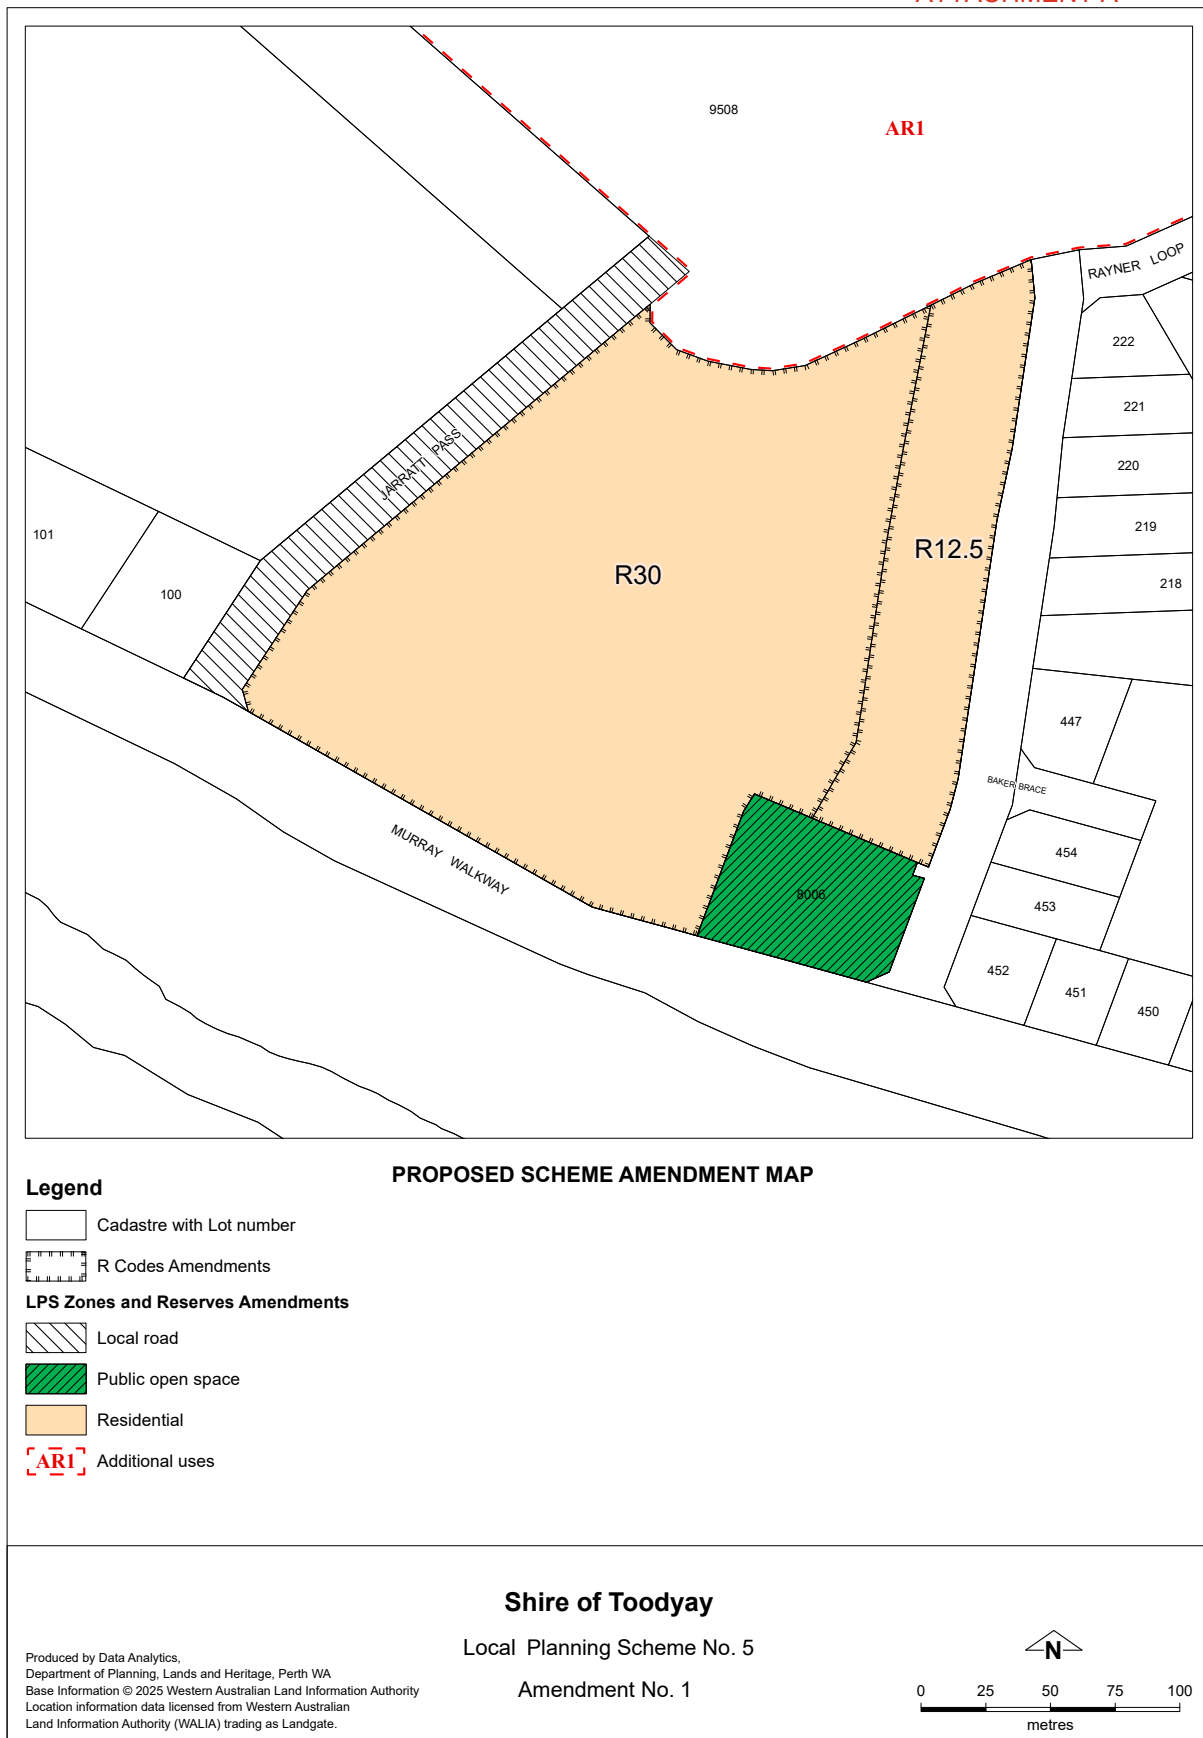 ATTACHMENT A
9508
AR1
RAYNER LOOP
222
221
220
219
218
JARRATT PASS
101
100
R30
R12.5
447
BAKER BRACE
454
453
452
451
450
8006
MURRAY WALKWAY
PROPOSED SCHEME AMENDMENT MAP
Legend
Cadastre with Lot number
R Codes Amendments
LPS Zones and Reserves Amendments
Local road
Public open space
Residential
AR1 Additional uses
Shire of Toodyay
Local Planning Scheme No. 5
Amendment No. 1
Produced by Data Analytics,
Department of Planning, Lands and Heritage, Perth WA
Base Information © 2025 Western Australian Land Information Authority
Location information data licensed from Western Australian
Land Information Authority (WALIA) trading as Landgate.
N
0 25 50 75 100
metres